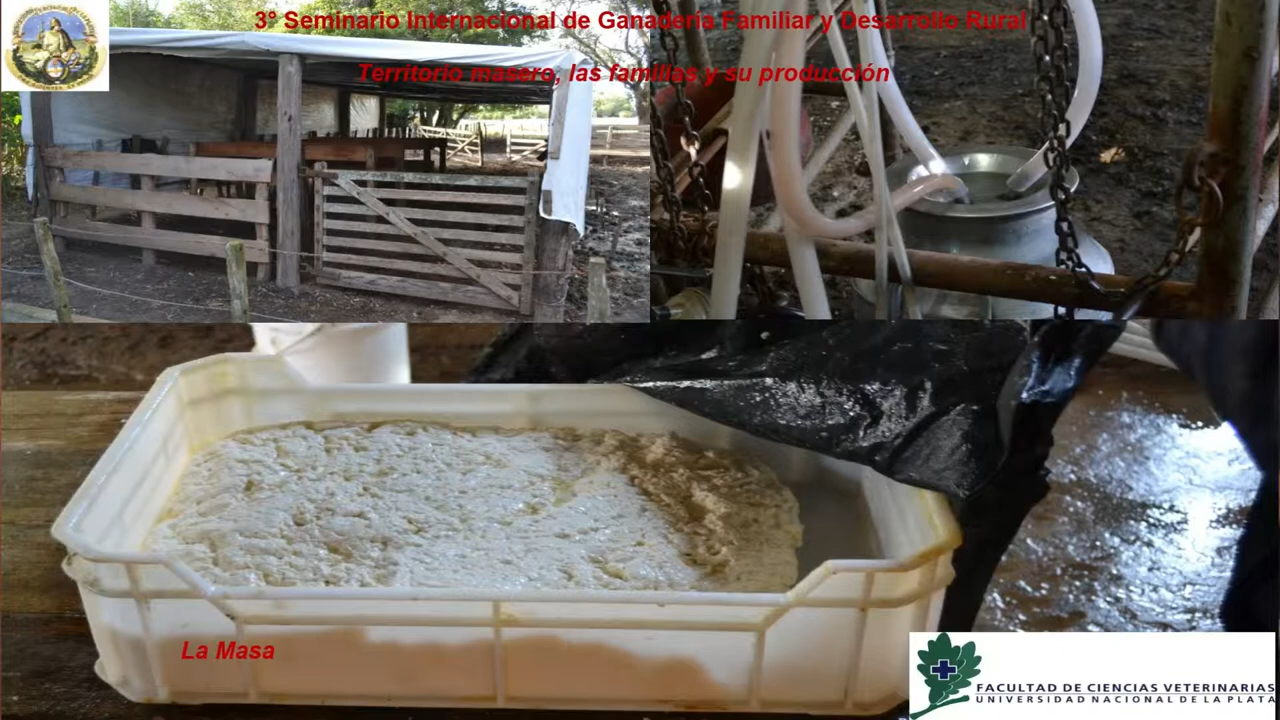 3° Seminario Internacional de Ganadería Familiar y Desarrollo Rural
Territorio masero, las familias y su producción
La Masa
FACULTAD DE CIENCIAS VETERINARIAS
UNIVERSIDAD NACIONAL DE LA PLATA